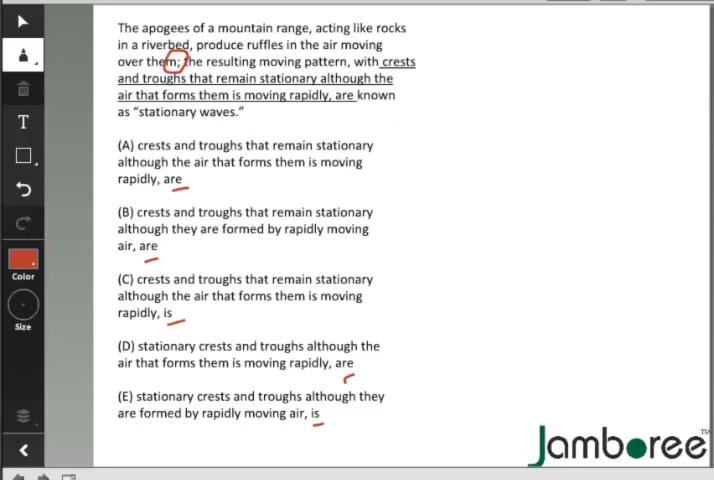 The apogees of a mountain range, acting like rocks
in a riverbed, produce ruffles in the air moving
over them; the resulting moving pattern, with crests
and troughs that remain stationary although the
air that forms them is moving rapidly, are known
as “stationary waves.”
(A) crests and troughs that remain stationary
although the air that forms them is moving
rapidly, are
(B) crests and troughs that remain stationary
although they are formed by rapidly moving
air, are
(C) crests and troughs that remain stationary
although the air that forms them is moving
rapidly, is
(D) stationary crests and troughs although the
air that forms them is moving rapidly, are
(E) stationary crests and troughs although they
are formed by rapidly moving air, is
T
Color
Size
Jamboree™